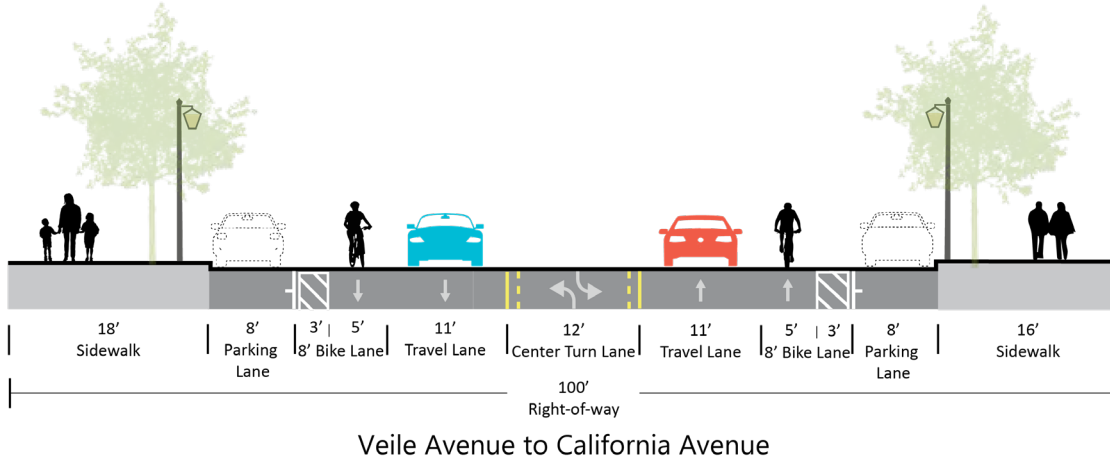 18’
Sidewalk
8’
Parking
Lane
3’ 5’
8’ Bike Lane
11’
Travel Lane
12’
Center Turn Lane
11’
Travel Lane
5’ 3’
8’ Bike Lane
8’
Parking
Lane
16’
Sidewalk
100’
Right-of-way
Veile Avenue to California Avenue